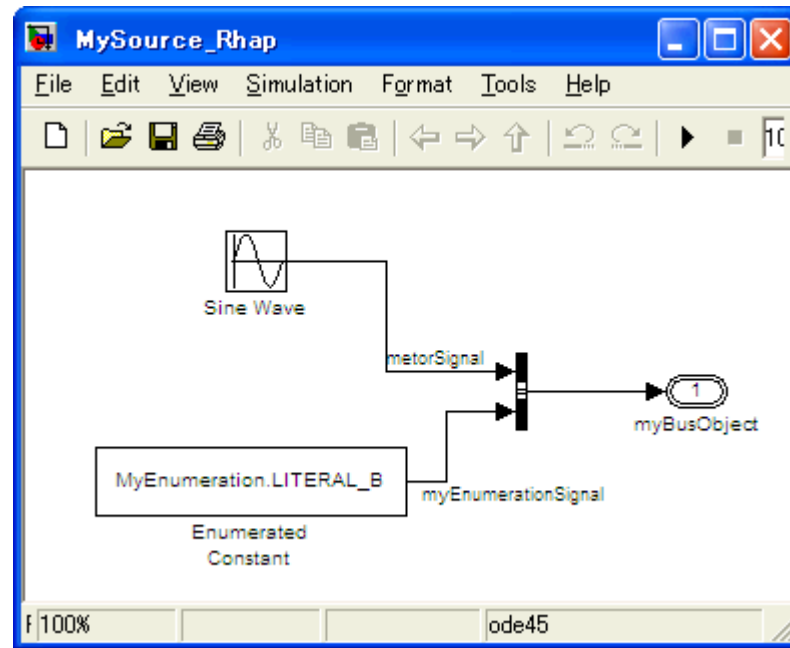 MySource_Rhap
File Edit View Simulation Format Tools Help
10
Sine Wave
metorSignal
1
myBusObject
MyEnumeration.LITERAL_B
myEnumerationSignal
Enumerated
Constant
100% ode45